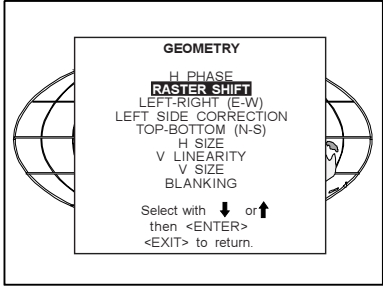 GEOMETRY
H PHASE
RASTER SHIFT
LEFT-RIGHT (E-W)
LEFT SIDE CORRECTION
TOP-BOTTOM (N-S)
H SIZE
V LINEARITY
V SIZE
BLANKING
Select with ↓ or ↑
then <ENTER>
<EXIT> to return.